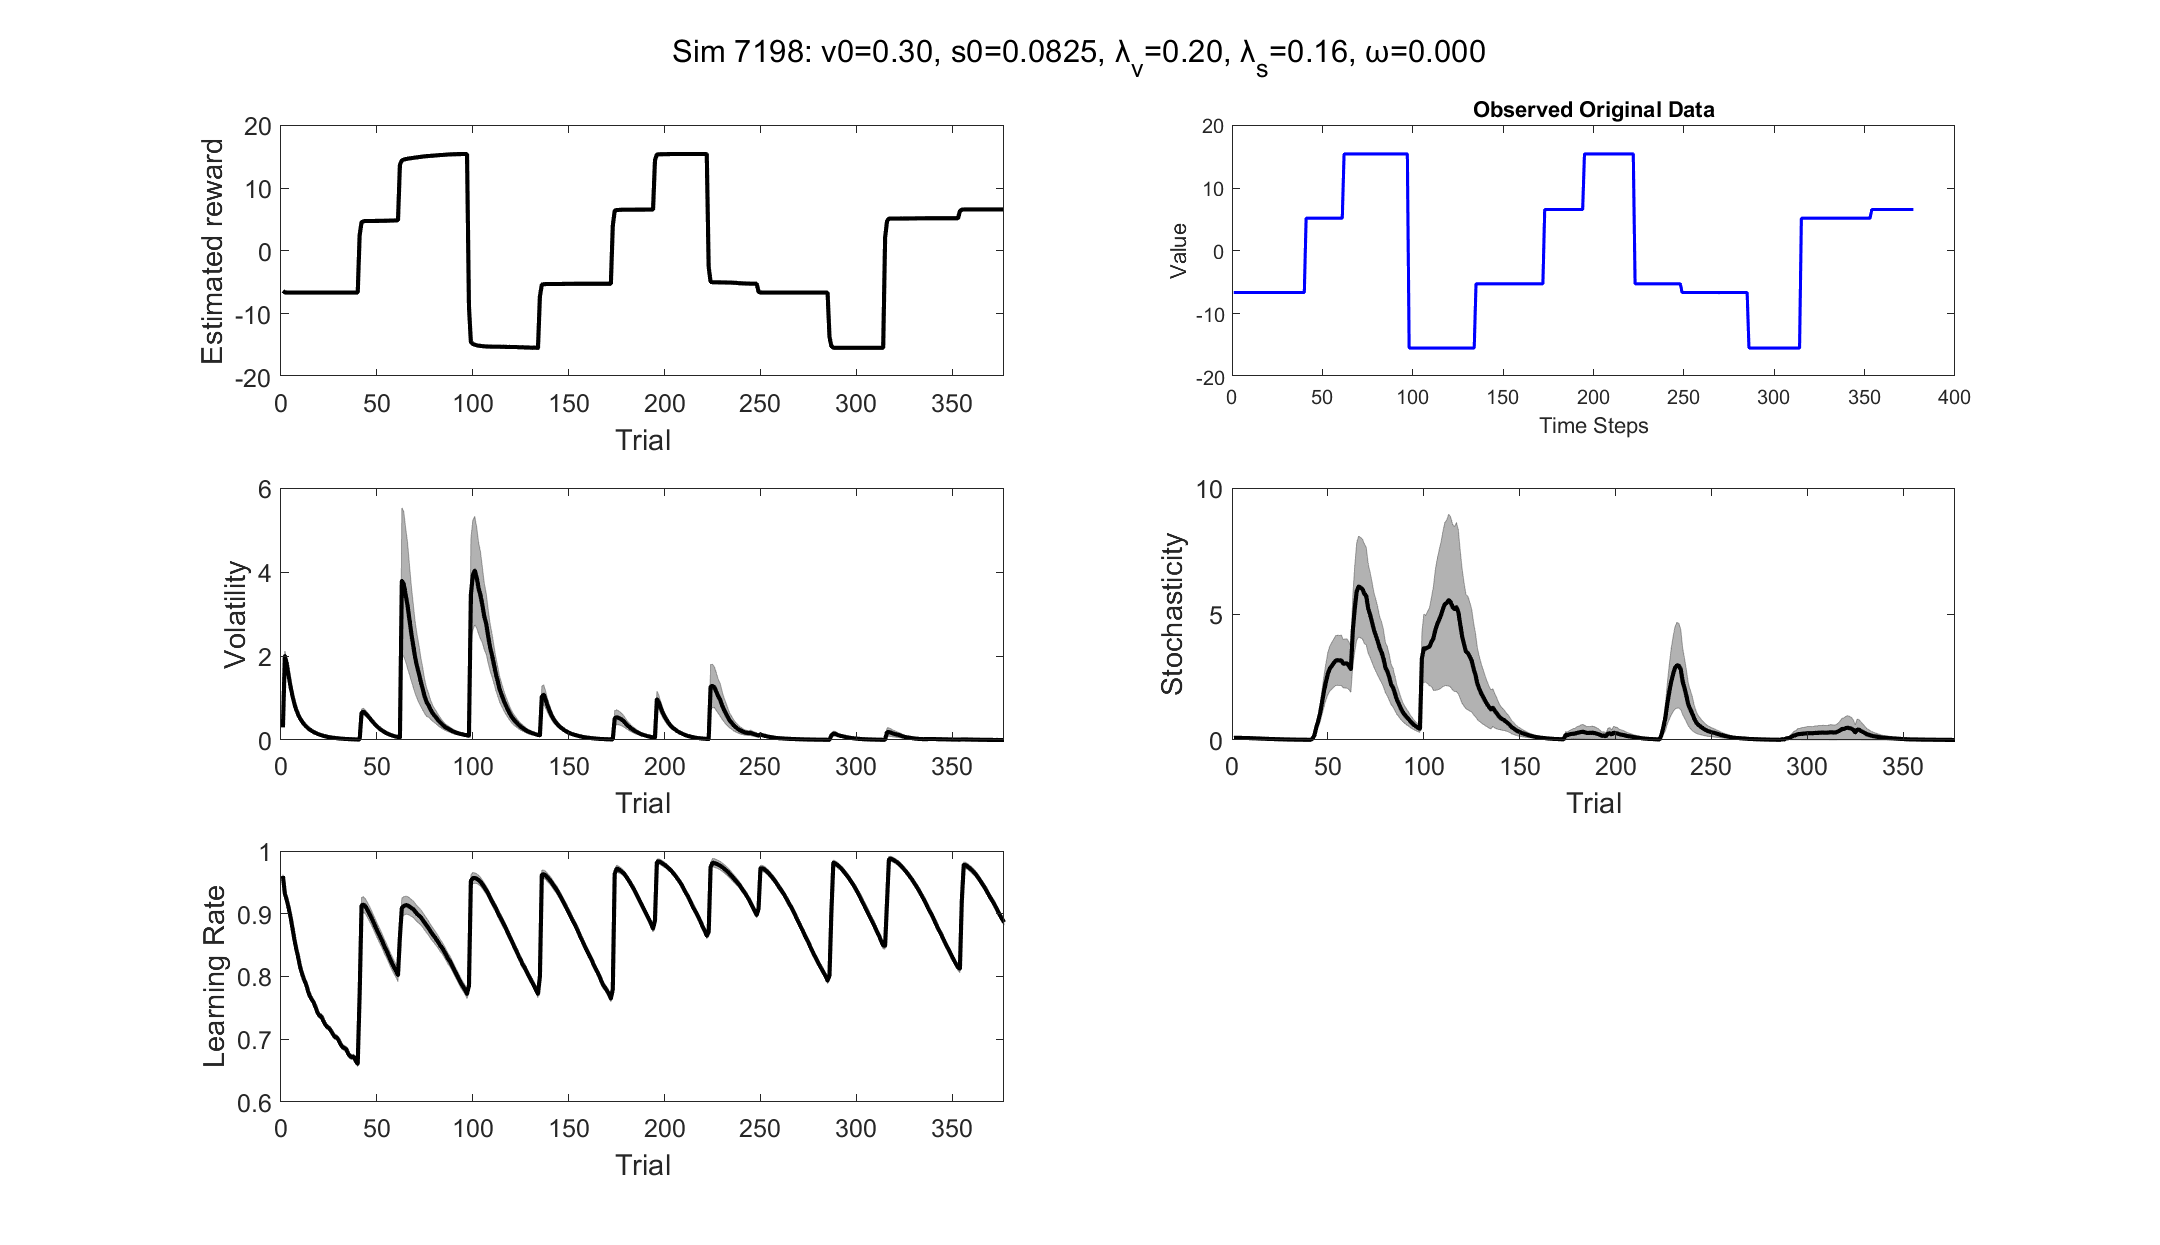 Sim 7198: v0=0.30, s0=0.0825, λv=0.20, λs=0.16, ω=0.000
20
10
0
-10
-20
Estimated reward
0 50 100 150 200 250 300 350
Trial
Observed Original Data
20
10
0
-10
-20
Value
0 50 100 150 200 250 300 350 400
Time Steps
6
4
2
0
Volatility
0 50 100 150 200 250 300 350
Trial
10
5
0
Stochasticity
0 50 100 150 200 250 300 350
Trial
1
0.9
0.8
0.7
0.6
Learning Rate
0 50 100 150 200 250 300 350
Trial